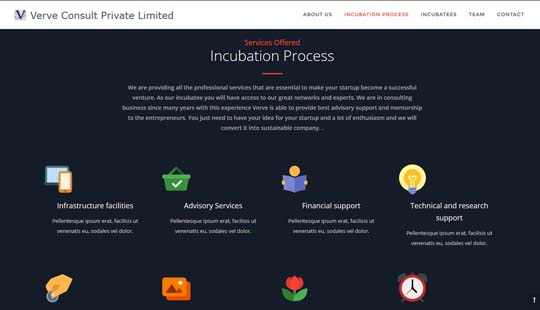 Verve Consult Private Limited
ABOUT US INCUBATION PROCESS INCUBATEES TEAM CONTACT
Services Offered
Incubation Process
We are providing all the professional services that are essential to make your startup become a successful
venture. As our incubatee you will have access to our great networks and experts. We are in consulting
business since many years with this experience Verve is able to provide best advisory support and mentorship
to the entrepreneurs. You just need to have your idea for your startup and a lot of enthusiasm and we will
convert it into sustainable company. .
Infrastructure facilities
Pellentesque ipsum erat, facilisis ut
venenatis eu, sodales vel dolor.
Advisory Services
Pellentesque ipsum erat, facilisis ut
venenatis eu, sodales vel dolor.
Financial support
Pellentesque ipsum erat, facilisis ut
venenatis eu, sodales vel dolor.
Technical and research
support
Pellentesque ipsum erat, facilisis ut
venenatis eu, sodales vel dolor.